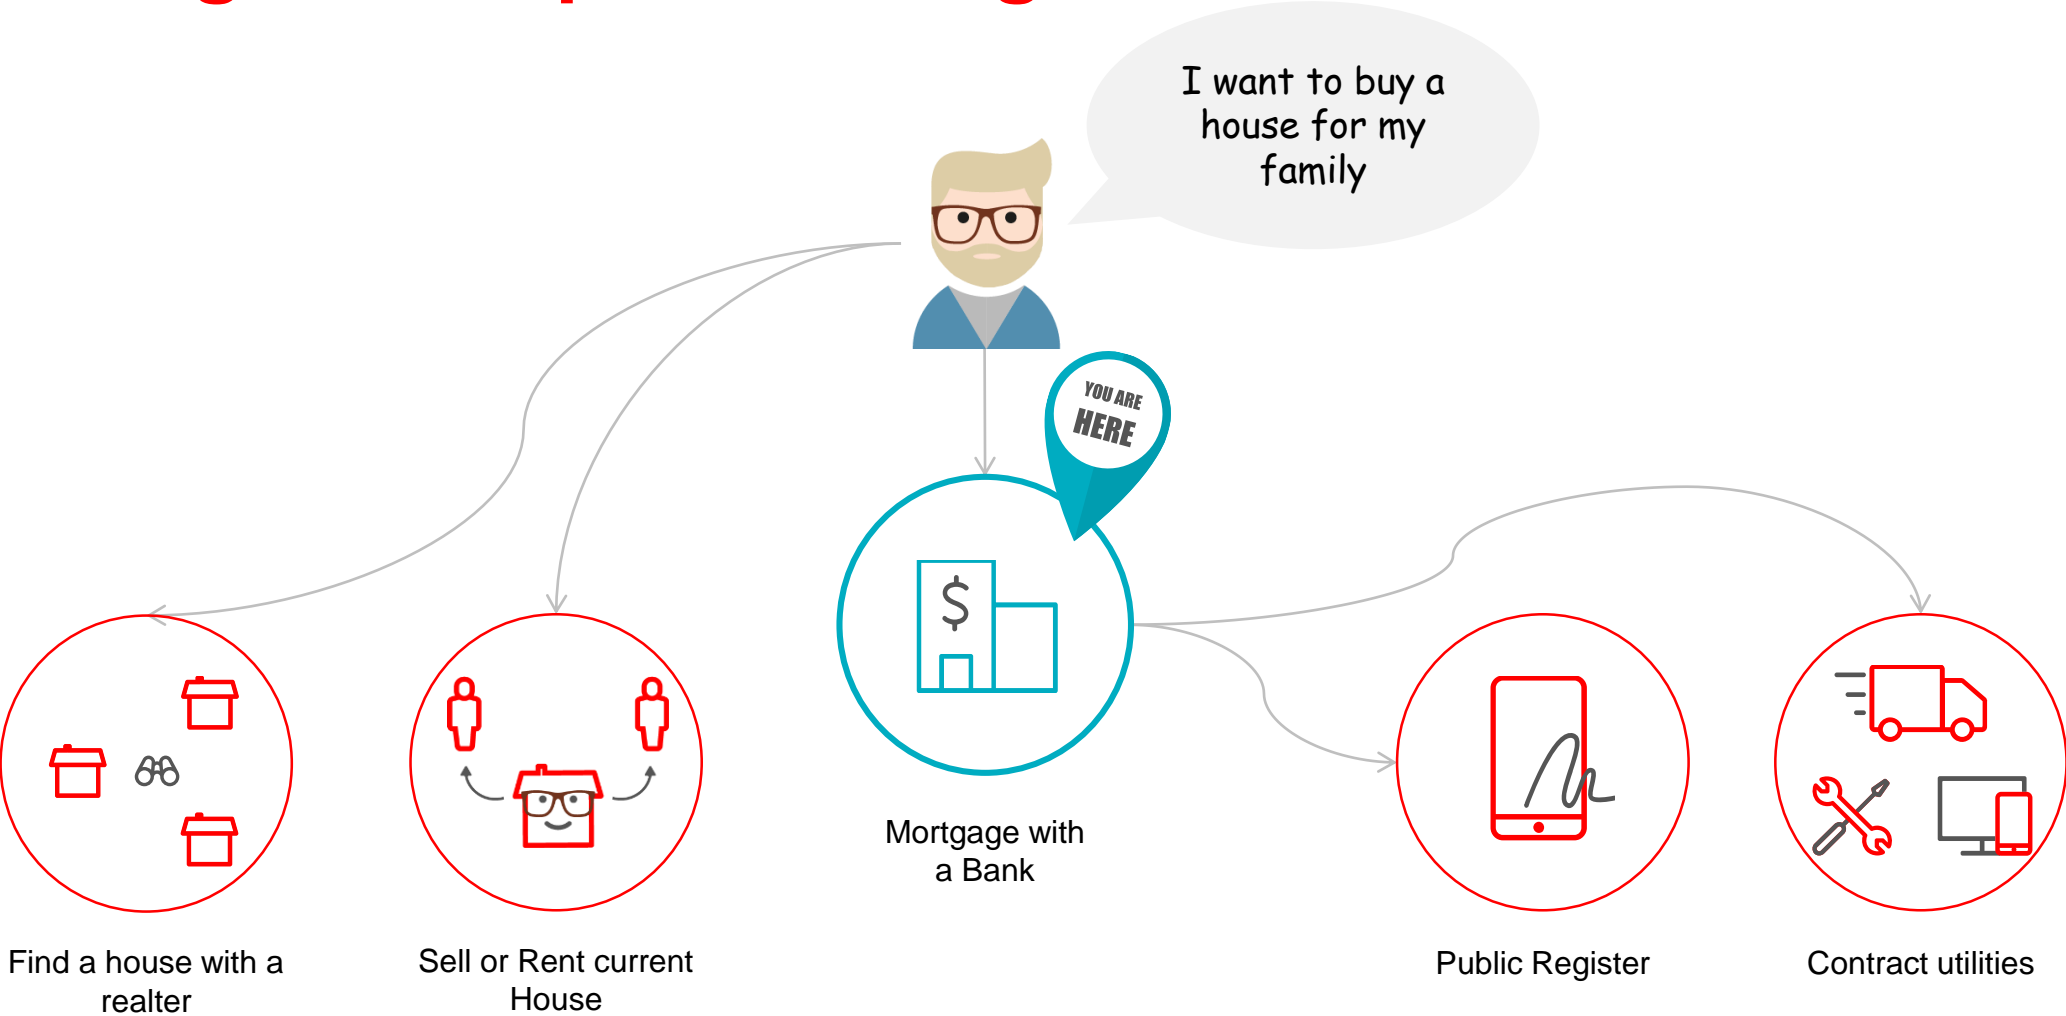 I want to buy a
house for my
family
YOU ARE
HERE
$
Mortgage with
a Bank
Find a house with a
realter
Sell or Rent current
House
Public Register
Contract utilities